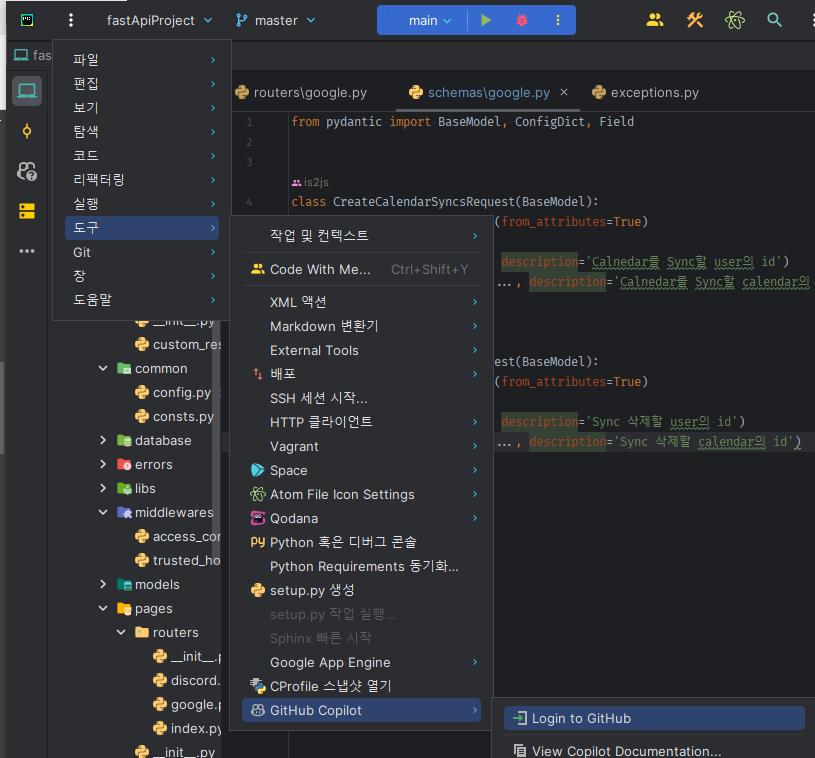 PC
fastApiProject
master
main
fas
파일
편집
보기
탐색
코드
리팩터링
실행
도구
Git
창
도움말
routers\google.py
schemas\google.py
exceptions.py
1 from pydantic import BaseModel, ConfigDict, Field
2
3
is2js
4 class CreateCalendarSyncsRequest(BaseModel):
(from_attributes=True)
description='Calnedar를 Sync할 user의 id')
..., description='Calnedar를 Sync할 calendar의
est(BaseModel):
(from_attributes=True)
description='Sync 삭제할 user의 id')
..., description='Sync 삭제할 calendar의 id')
작업 및 컨텍스트
Code With Me... Ctrl+Shift+Y
XML 액션
Markdown 변환기
External Tools
배포
SSH 세션 시작...
HTTP 클라이언트
Vagrant
Space
Atom File Icon Settings
Qodana
Python 혹은 디버그 콘솔
Python Requirements 동기화...
setup.py 생성
setup.py 작업 실행...
Sphinx 빠른 시작
Google App Engine
CProfile 스냅샷 열기
GitHub Copilot
Login to GitHub
View Copilot Documentation...
__init__.py
custom_res
common
config.py
consts.py
database
errors
libs
middlewares
access_con
trusted_ho
models
pages
routers
__init__.p
discord.
google.p
index.py
__init__.py